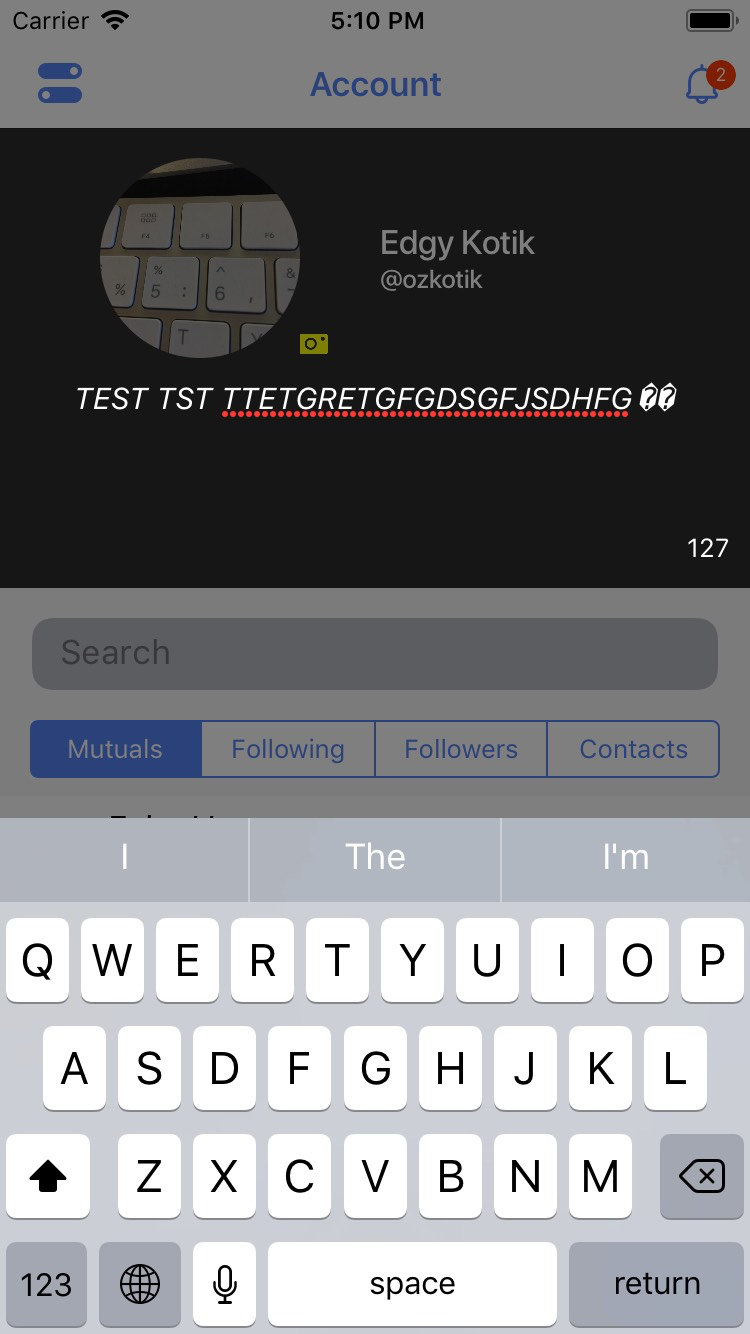 Carrier 5:10 PM
Account 2
Edgy Kotik
@ozkotik
TEST TST TTETGRETGFGDSGFJSDHFG ��
127
Search
Mutuals Following Followers Contacts
I The I'm
Q W E R T Y U I O P
A S D F G H J K L
Z X C V B N M
123 space return